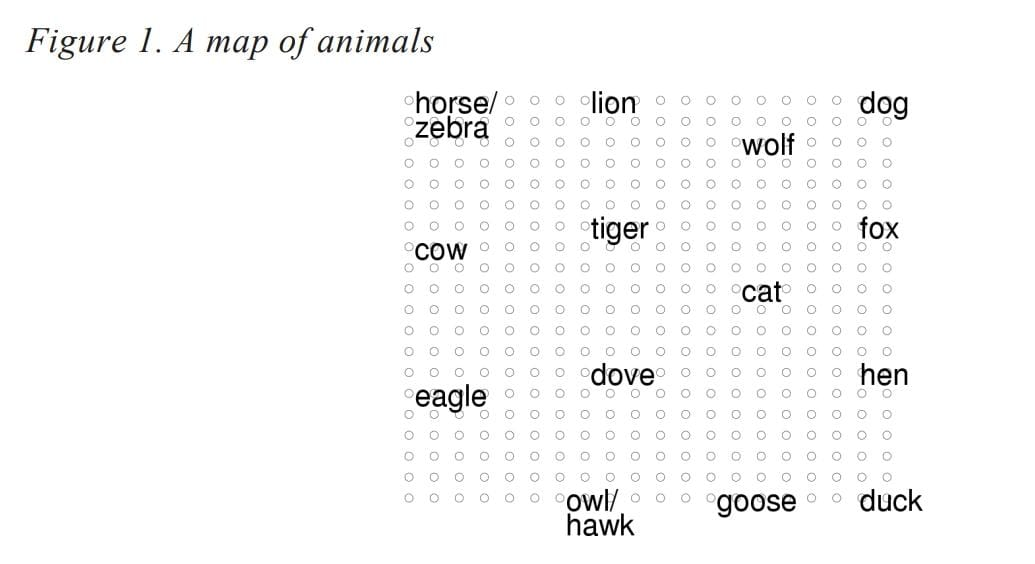 Figure 1. A map of animals
horse/ lion dog
zebra
wolf
tiger fox
cow
cat
dove hen
eagle
owl/ goose duck
hawk